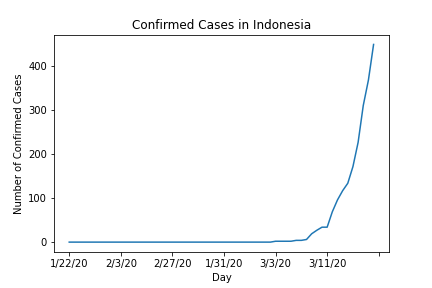 Confirmed Cases in Indonesia
Number of Confirmed Cases
400
300
200
100
0
1/22/20 2/3/20 2/27/20 1/31/20 3/3/20 3/11/20
Day